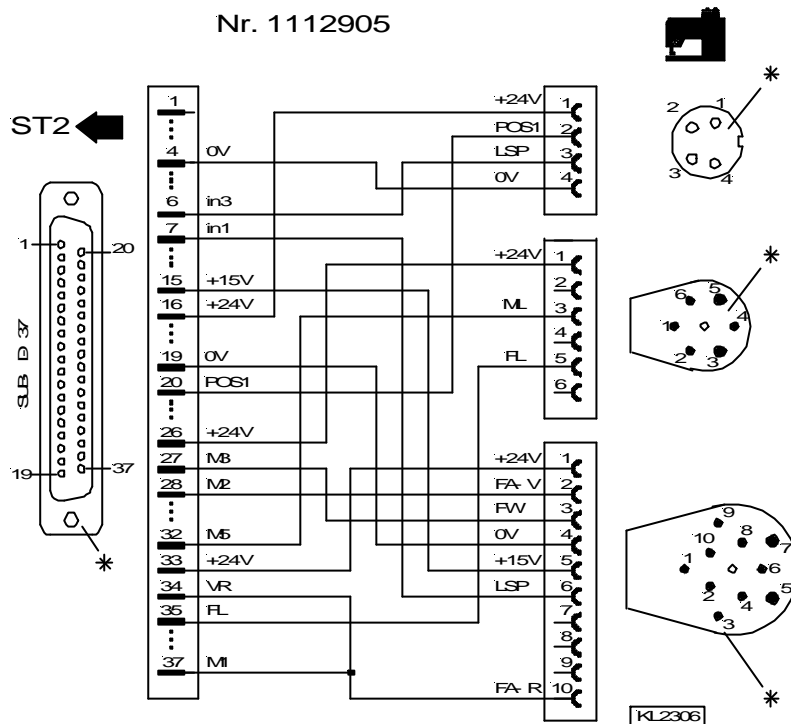 Nr. 1112905
ST2
1
4 0V
6 in3
7 in1
15 +15V
16 +24V
19 0V
20 POS1
26 +24V
27 M3
28 M2
32 M5
33 +24V
34 VR
35 FL
37 M1
1
20
19
37
SUB D 37
+24V 1
POS1 2
LSP 3
0V 4
+24V 1
2
ML 3
4
FL 5
6
+24V 1
FA-V 2
FW 3
0V 4
+15V 5
LSP 6
7
8
9
FA-R 10
2 1
3 4
6 5
1 4
2 3
9
10 8 7
1 6
2 4 5
3
KL2306